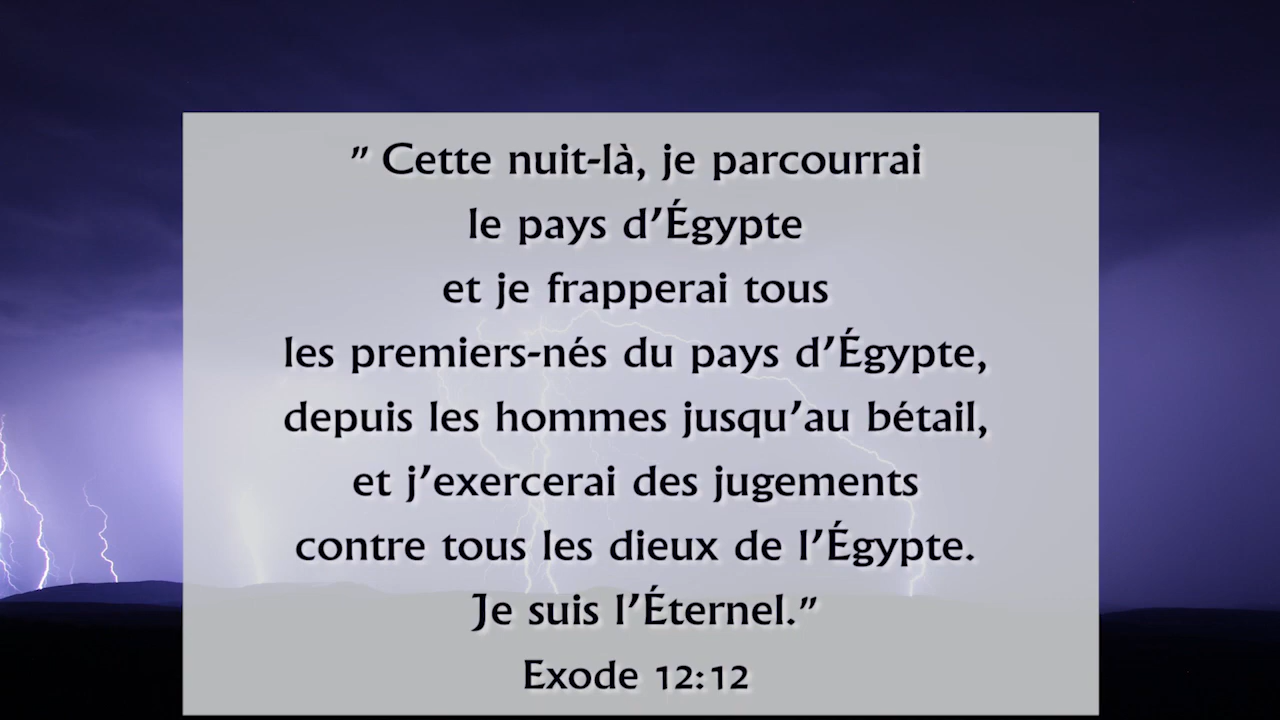 ” Cette nuit-là, je parcourrai
le pays d’Égypte
et je frapperai tous
les premiers-nés du pays d’Égypte,
depuis les hommes jusqu’au bétail,
et j’exercerai des jugements
contre tous les dieux de l’Égypte.
Je suis l’Éternel.”
Exode 12:12